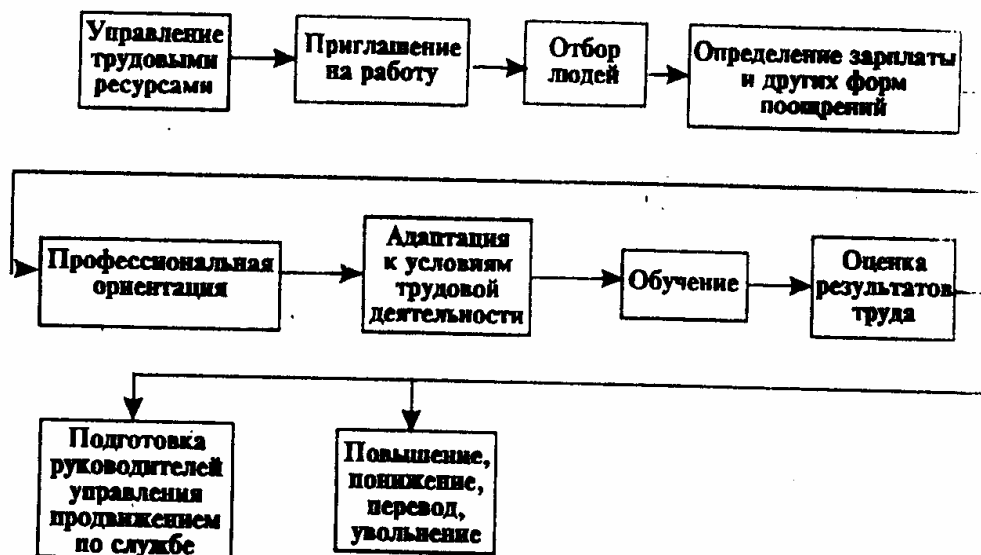 Управление
трудовыми
ресурсами
Приглашение
на работу
Отбор
людей
Определение зарплаты
и других форм
поощрений
Профессиональная
ориентация
Адаптация
к условиям
трудовой
деятельности
Обучение
Оценка
результатов
труда
Подготовка
руководителей
управления
продвижением
по службе
Повышение,
понижение,
перевод,
увольнение